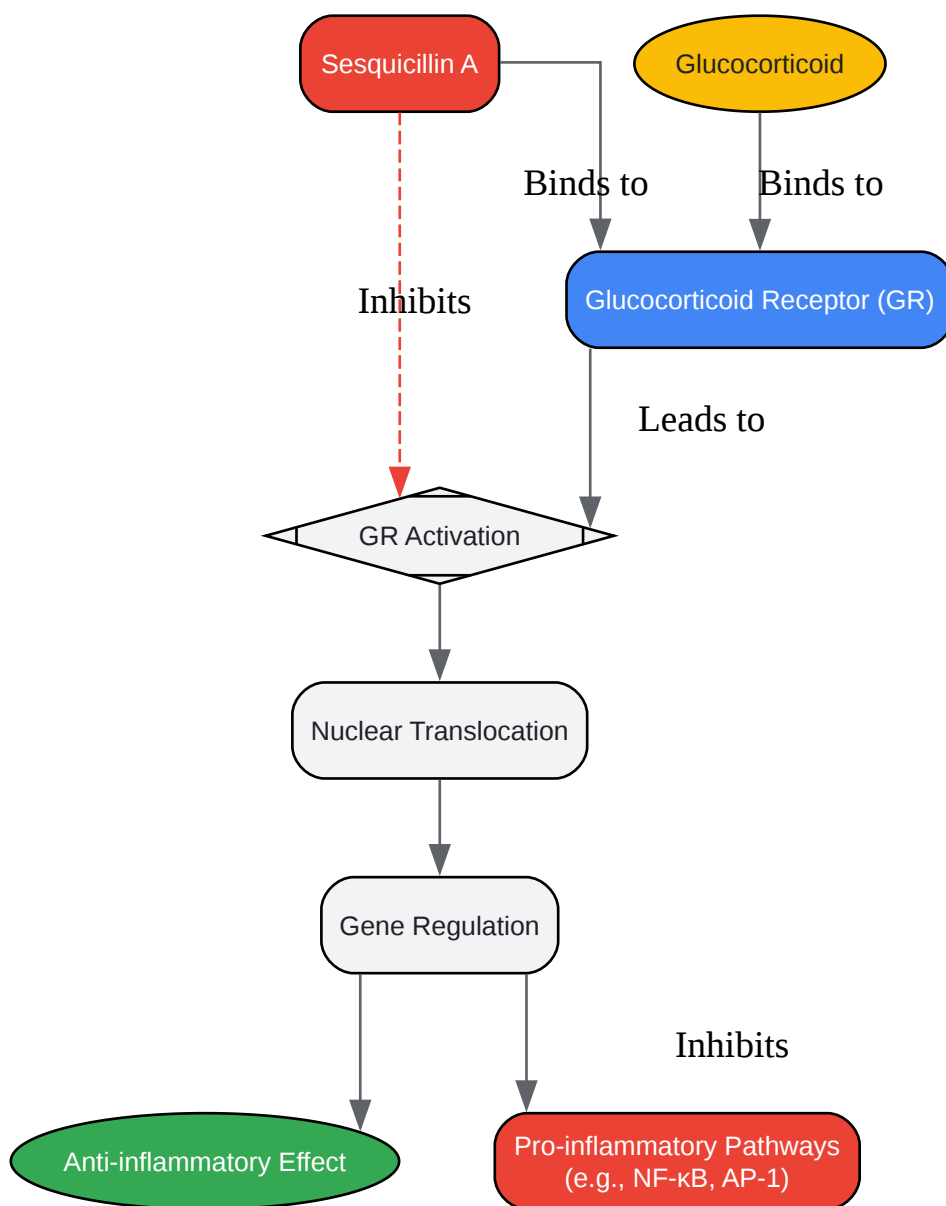 Sesquicillin A
Glucocorticoid
Binds to
Binds to
Inhibits
Glucocorticoid Receptor (GR)
Leads to
GR Activation
Nuclear Translocation
Gene Regulation
Inhibits
Anti-inflammatory Effect
Pro-inflammatory Pathways
(e.g., NF-κB, AP-1)